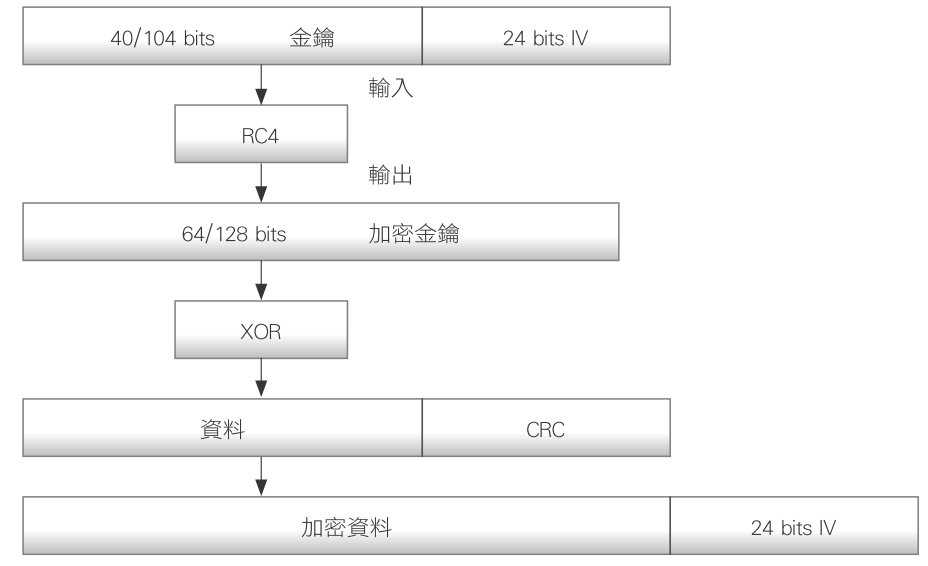 40/104 bits 金鑰 24 bits IV
輸入
RC4
輸出
64/128 bits 加密金鑰
XOR
資料 CRC
加密資料 24 bits IV